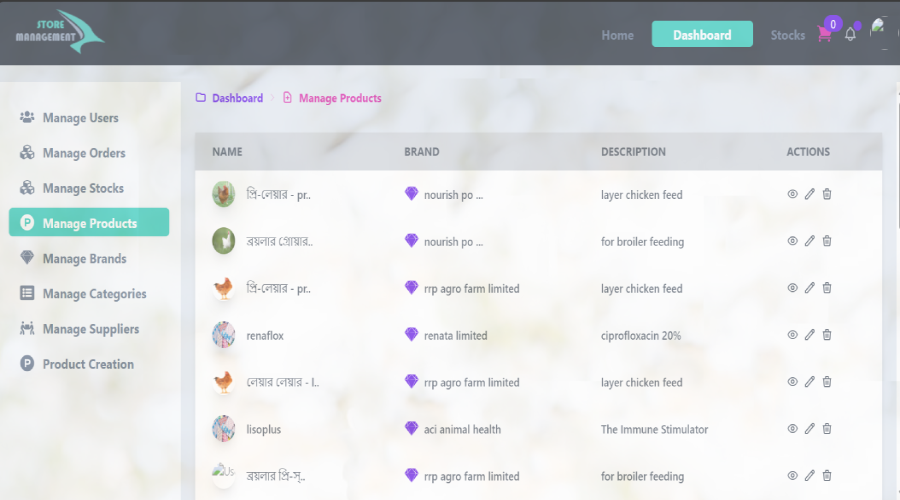 STORE
MANAGEMENT
Home
Dashboard
Stocks
0
Manage Users
Manage Orders
Manage Stocks
Manage Products
Manage Brands
Manage Categories
Manage Suppliers
Product Creation
Dashboard Manage Products
NAME BRAND DESCRIPTION ACTIONS
প্রি-লেয়ার - pr.. nourish po ... layer chicken feed
ব্রয়লার গ্রোয়ার.. nourish po ... for broiler feeding
প্রি-লেয়ার - pr.. rrp agro farm limited layer chicken feed
renaflox renata limited ciprofloxacin 20%
লেয়ার লেয়ার - l.. rrp agro farm limited layer chicken feed
lisoplus aci animal health The Immune Stimulator
ব্রয়লার প্রি-স্.. rrp agro farm limited for broiler feeding